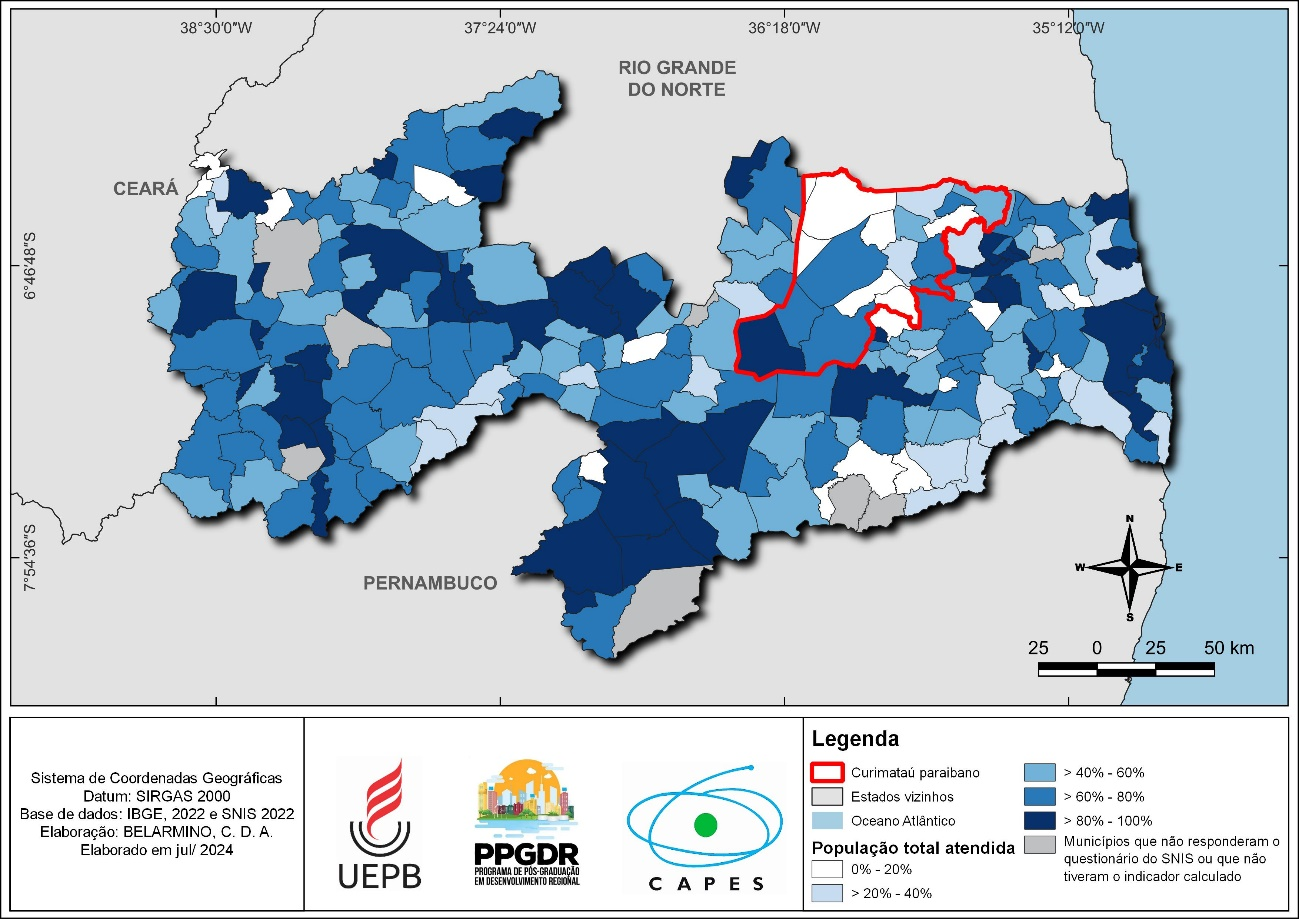 38°30′0″W
37°24′0″W
36°18′0″W
35°12′0″W
RIO GRANDE
DO NORTE
CEARÁ
6°46′48″S
7°54′36″S
PERNAMBUCO
N
W
E
S
25 0 25 50 km
Sistema de Coordenadas Geográficas
Datum: SIRGAS 2000
Base de dados: IBGE, 2022 e SNIS 2022
Elaboração: BELARMINO, C. D. A.
Elaborado em jul/ 2024
UEPB
PPGDR
PROGRAMA DE PÓS-GRADUAÇÃO
EM DESENVOLVIMENTO REGIONAL
CAPES
Legenda
Curimataú paraibano
Estados vizinhos
Oceano Atlântico
População total atendida
0% - 20%
> 20% - 40%
> 40% - 60%
> 60% - 80%
> 80% - 100%
Municípios que não responderam o
questionário do SNIS ou que não
tiveram o indicador calculado